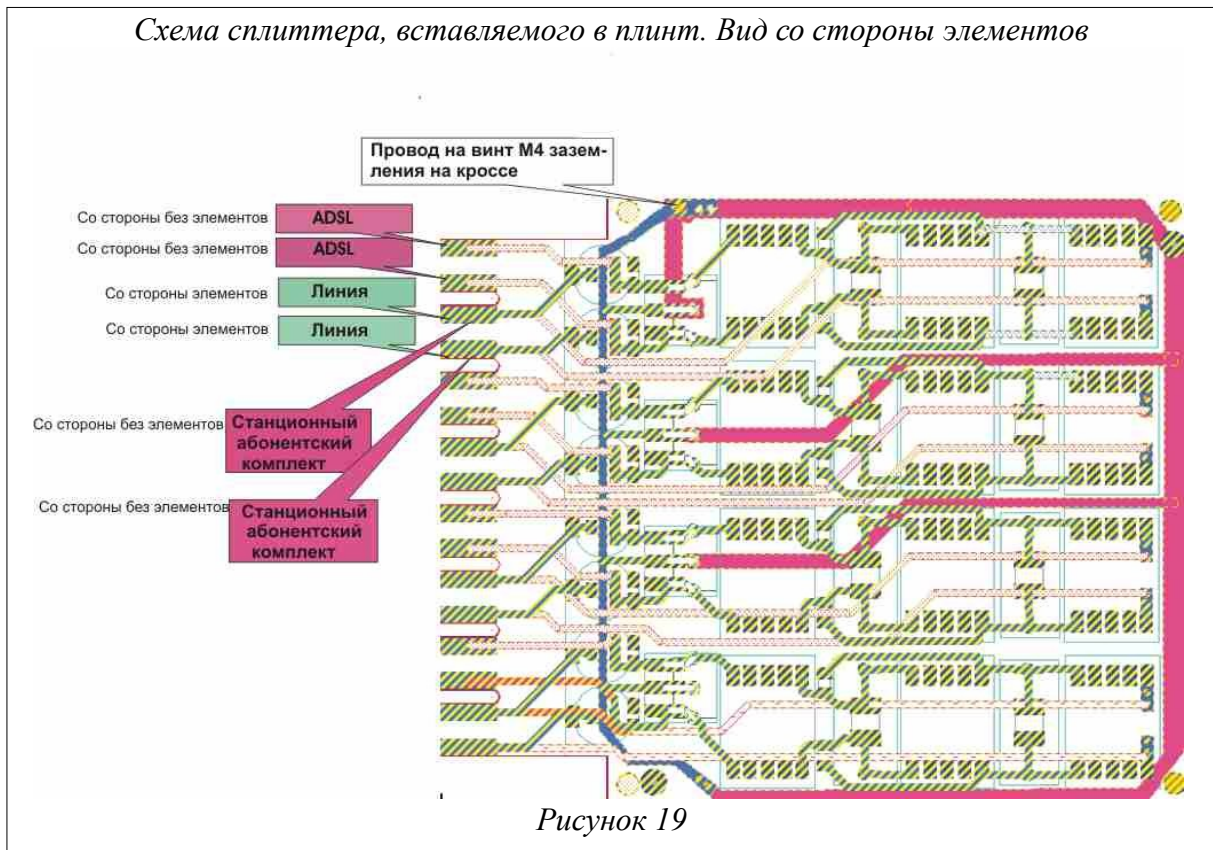 Схема сплиттера, вставляемого в плинт. Вид со стороны элементов
Провод на винт М4 зазем-
ления на кроссе
Со стороны без элементов ADSL
Со стороны без элементов ADSL
Со стороны элементов Линия
Со стороны элементов Линия
Со стороны без элементов Станционный
абонентский
комплект
Со стороны без элементов Станционный
абонентский
комплект
Рисунок 19